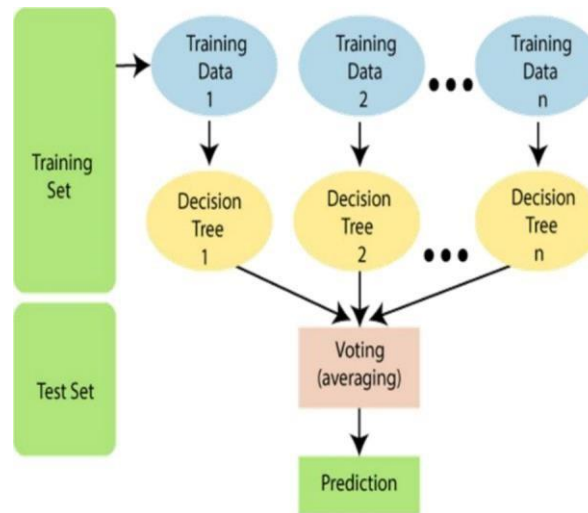 Training
Set
Test Set
Training
Data
1
Training
Data
2
Training
Data
n
Decision
Tree
1
Decision
Tree
2
Decision
Tree
n
Voting
(averaging)
Prediction